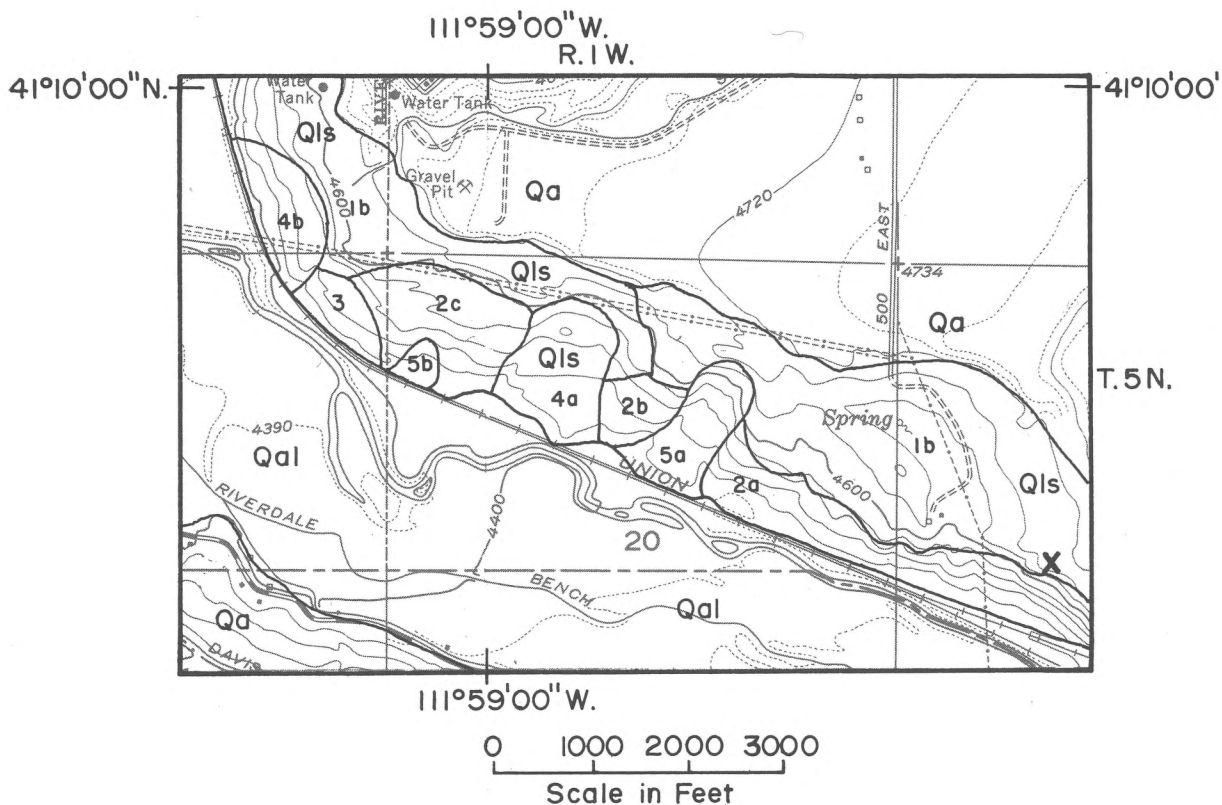 111°59'00"W.
R.1W.
41°10'00"N.
41°10'00'
Water
Tank
Water Tank
Qls
4600
1b
Gravel
Pit
Qa
4720
4b
EAST
500
4734
Qls
3
2c
Qa
Qls
5b
4a
2b
T.5N.
Spring
1b
4390
Qal
5a
2a
4600
Qls
UNION
RIVERDALE
4400
20
X
BENCH
Qal
Qa
DAVIS
111°59'00"W.
0 1000 2000 3000
Scale in Feet